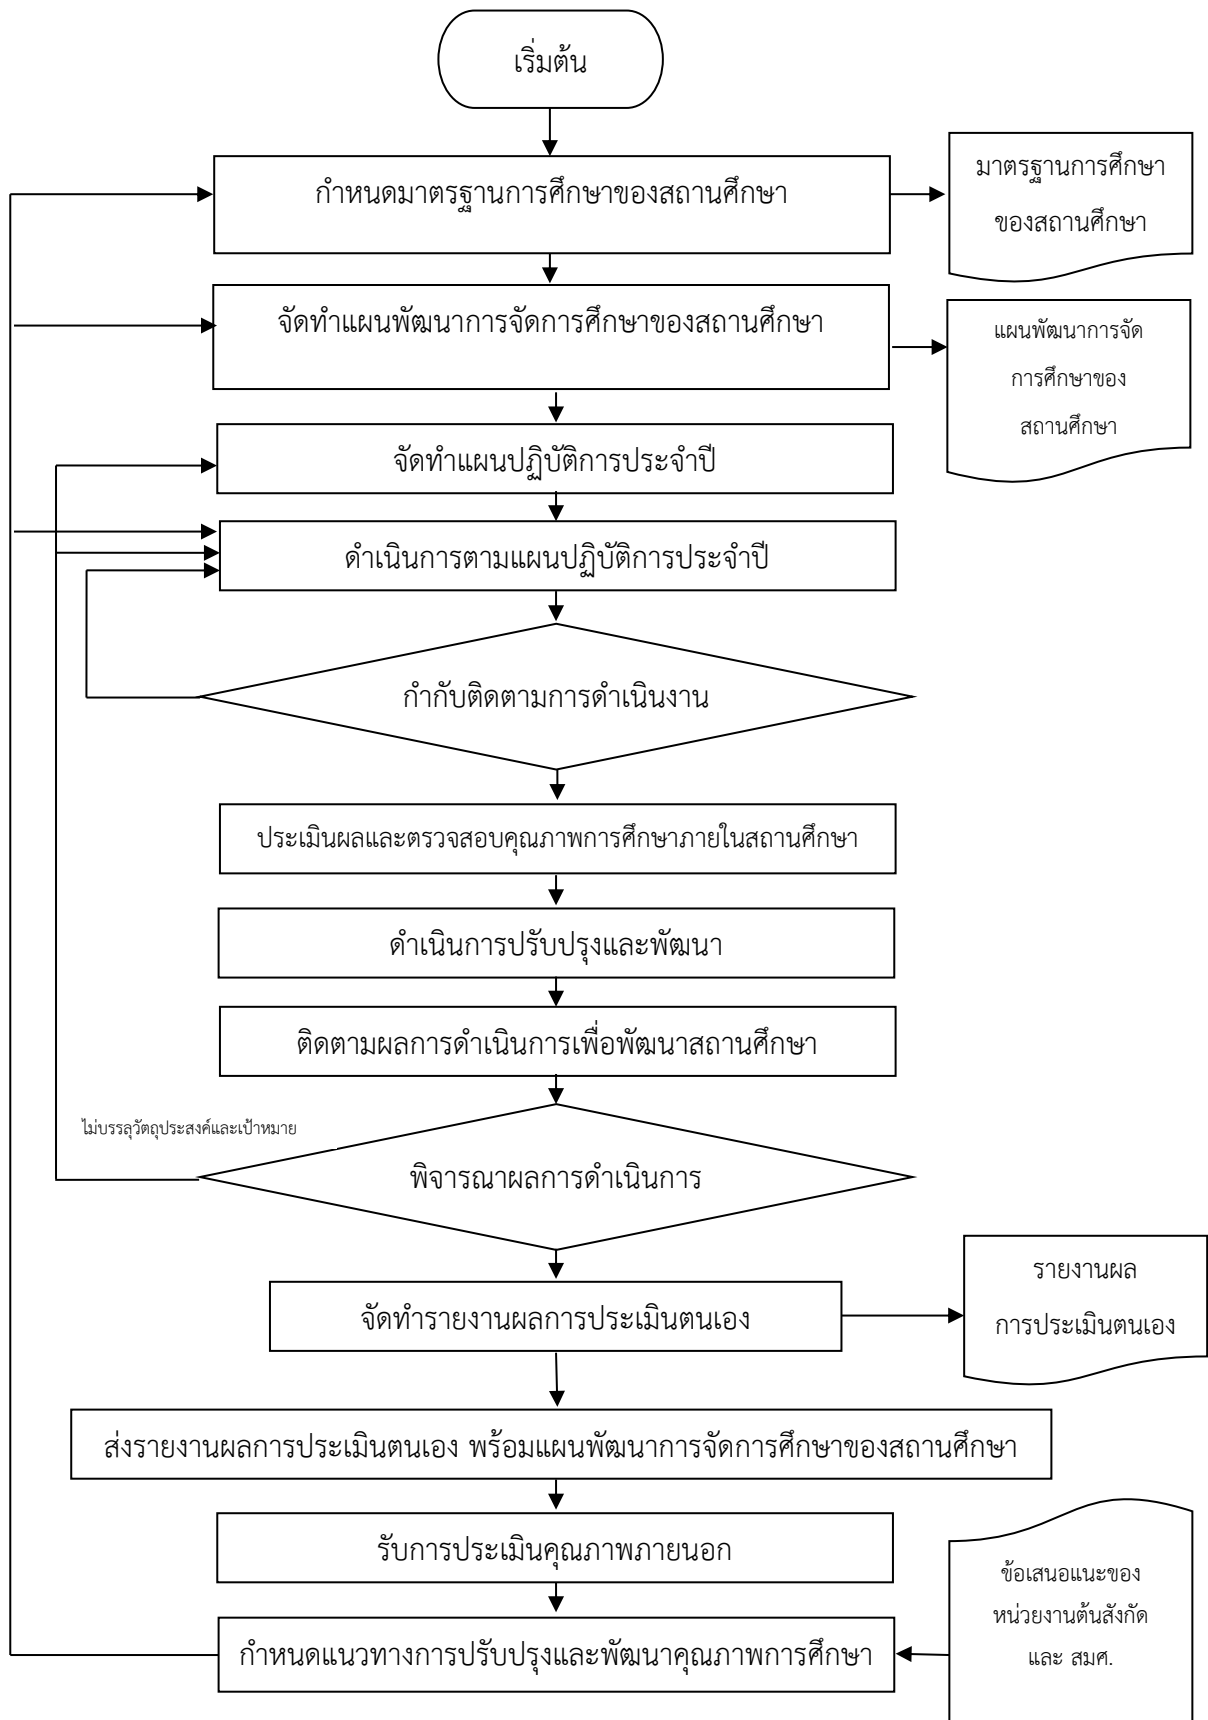 เริ่มต้น
กำหนดมาตรฐานการศึกษาของสถานศึกษา
มาตรฐานการศึกษา
ของสถานศึกษา
จัดทำแผนพัฒนาการจัดการศึกษาของสถานศึกษา
แผนพัฒนาการจัด
การศึกษาของ
สถานศึกษา
จัดทำแผนปฏิบัติการประจำปี
ดำเนินการตามแผนปฏิบัติการประจำปี
กำกับติดตามการดำเนินงาน
ประเมินผลและตรวจสอบคุณภาพการศึกษาภายในสถานศึกษา
ดำเนินการปรับปรุงและพัฒนา
ติดตามผลการดำเนินการเพื่อพัฒนาสถานศึกษา
ไม่บรรลุวัตถุประสงค์และเป้าหมาย
พิจารณาผลการดำเนินการ
จัดทำรายงานผลการประเมินตนเอง
รายงานผล
การประเมินตนเอง
ส่งรายงานผลการประเมินตนเอง พร้อมแผนพัฒนาการจัดการศึกษาของสถานศึกษา
รับการประเมินคุณภาพภายนอก
กำหนดแนวทางการปรับปรุงและพัฒนาคุณภาพการศึกษา
ข้อเสนอแนะของ
หน่วยงานต้นสังกัด
และ สมศ.